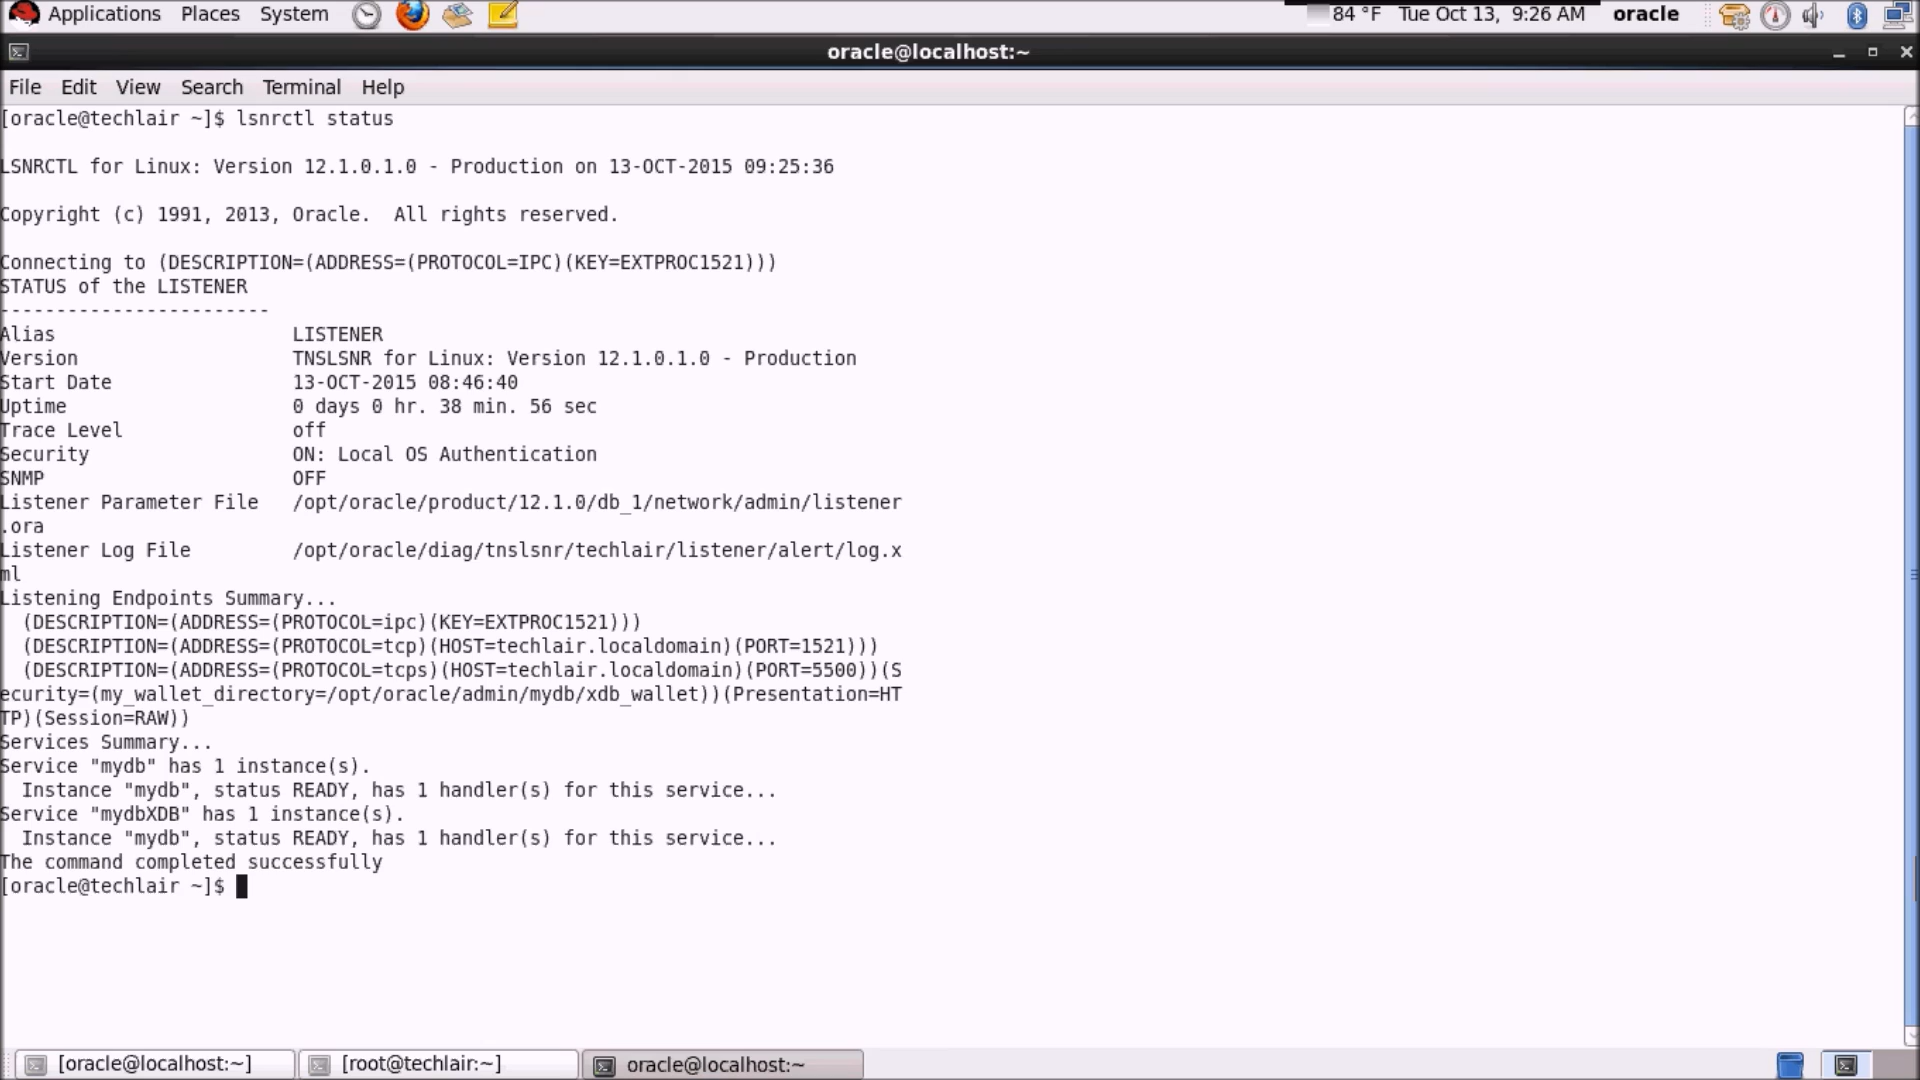 Applications Places System 84 °F Tue Oct 13, 9:26 AM oracle
oracle@localhost:~
File Edit View Search Terminal Help
[oracle@techlair ~]$ lsnrctl status
LSNRCTL for Linux: Version 12.1.0.1.0 - Production on 13-OCT-2015 09:25:36
Copyright (c) 1991, 2013, Oracle.  All rights reserved.
Connecting to (DESCRIPTION=(ADDRESS=(PROTOCOL=IPC)(KEY=EXTPROC1521)))
STATUS of the LISTENER
------------------------
Alias                     LISTENER
Version                   TNSLSNR for Linux: Version 12.1.0.1.0 - Production
Start Date                13-OCT-2015 08:46:40
Uptime                    0 days 0 hr. 38 min. 56 sec
Trace Level               off
Security                  ON: Local OS Authentication
SNMP                      OFF
Listener Parameter File   /opt/oracle/product/12.1.0/db_1/network/admin/listener
.ora
Listener Log File         /opt/oracle/diag/tnslsnr/techlair/listener/alert/log.x
ml
Listening Endpoints Summary...
  (DESCRIPTION=(ADDRESS=(PROTOCOL=ipc)(KEY=EXTPROC1521)))
  (DESCRIPTION=(ADDRESS=(PROTOCOL=tcp)(HOST=techlair.localdomain)(PORT=1521)))
  (DESCRIPTION=(ADDRESS=(PROTOCOL=tcps)(HOST=techlair.localdomain)(PORT=5500))(S
ecurity=(my_wallet_directory=/opt/oracle/admin/mydb/xdb_wallet))(Presentation=HT
TP)(Session=RAW))
Services Summary...
Service "mydb" has 1 instance(s).
  Instance "mydb", status READY, has 1 handler(s) for this service...
Service "mydbXDB" has 1 instance(s).
  Instance "mydb", status READY, has 1 handler(s) for this service...
The command completed successfully
[oracle@techlair ~]$
[oracle@localhost:~] [root@techlair:~] oracle@localhost:~